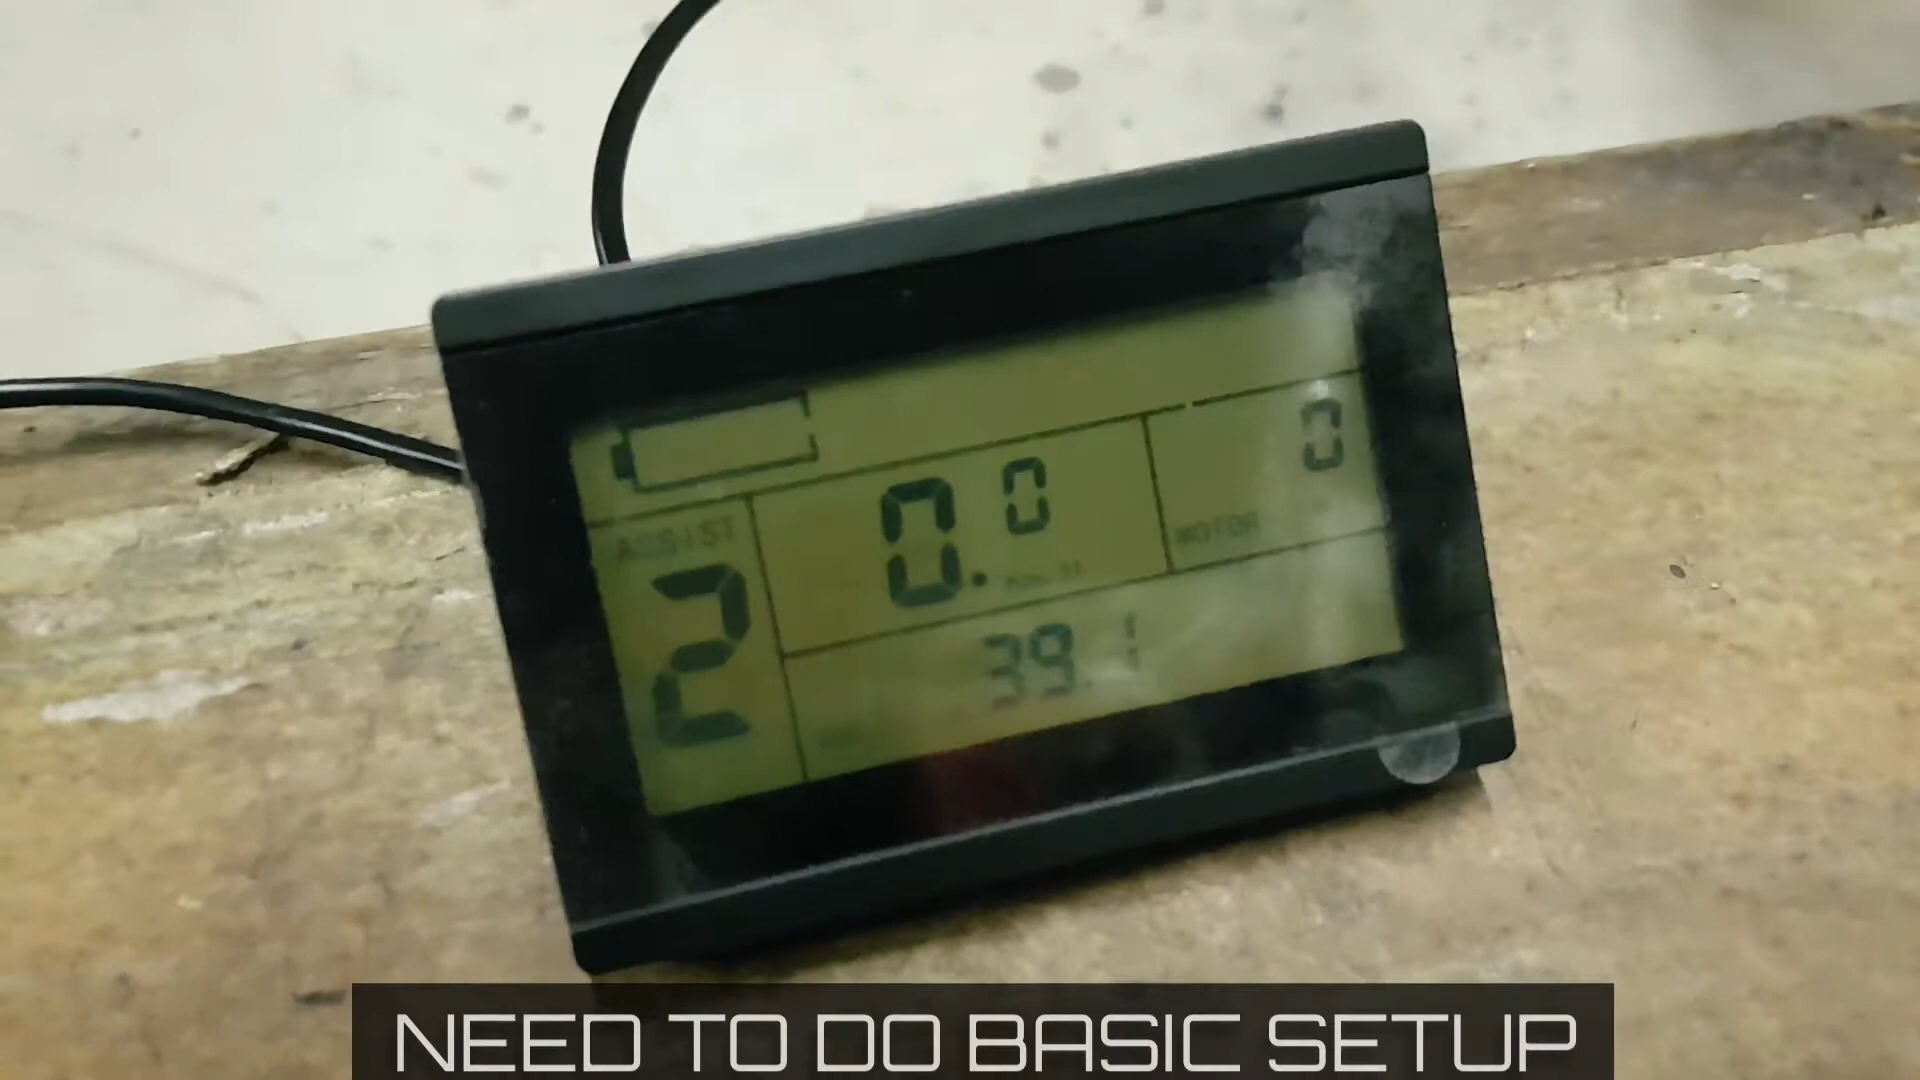 0
0.0
ASSIST
MOTOR
2
39.1
NEED TO DO BASIC SETUP